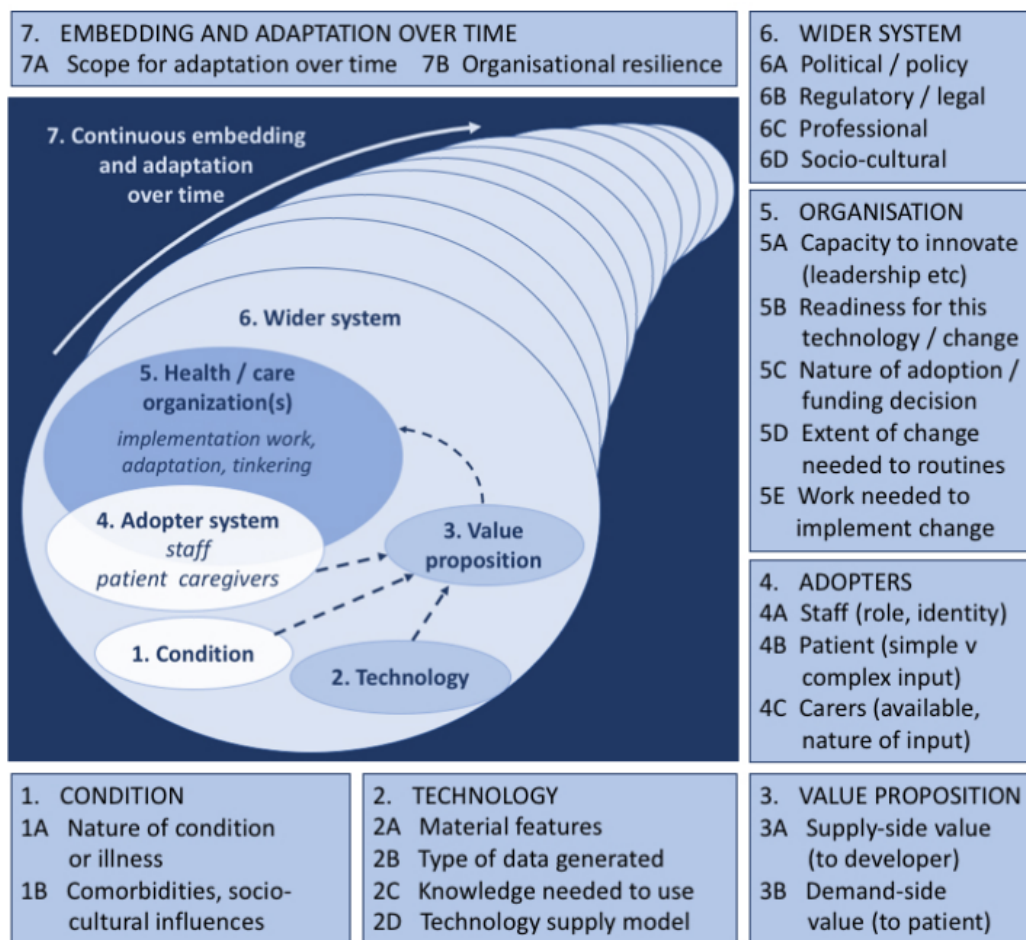 7. EMBEDDING AND ADAPTATION OVER TIME
7A Scope for adaptation over time 7B Organisational resilience
7. Continuous embedding
and adaptation
over time
6. Wider system
5. Health / care
organization(s)
implementation work,
adaptation, tinkering
4. Adopter system
staff
patient caregivers
3. Value
proposition
1. Condition
2. Technology
6. WIDER SYSTEM
6A Political / policy
6B Regulatory / legal
6C Professional
6D Socio-cultural
5. ORGANISATION
5A Capacity to innovate
(leadership etc)
5B Readiness for this
technology / change
5C Nature of adoption /
funding decision
5D Extent of change
needed to routines
5E Work needed to
implement change
4. ADOPTERS
4A Staff (role, identity)
4B Patient (simple v
complex input)
4C Carers (available,
nature of input)
1. CONDITION
1A Nature of condition
or illness
1B Comorbidities, socio-
cultural influences
2. TECHNOLOGY
2A Material features
2B Type of data generated
2C Knowledge needed to use
2D Technology supply model
3. VALUE PROPOSITION
3A Supply-side value
(to developer)
3B Demand-side
value (to patient)